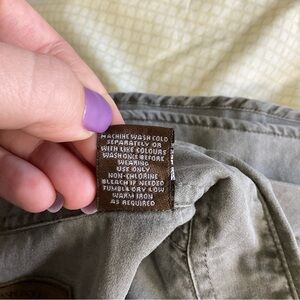 MACHINE WASH COLD
SEPARATELY OR
WITH LIKE COLOURS
WASH ONCE BEFORE
WEARING
USE ONLY
NON-CHLORINE
BLEACH IF NEEDED
TUMBLE DRY LOW
WARM IRON
AS REQUIRED